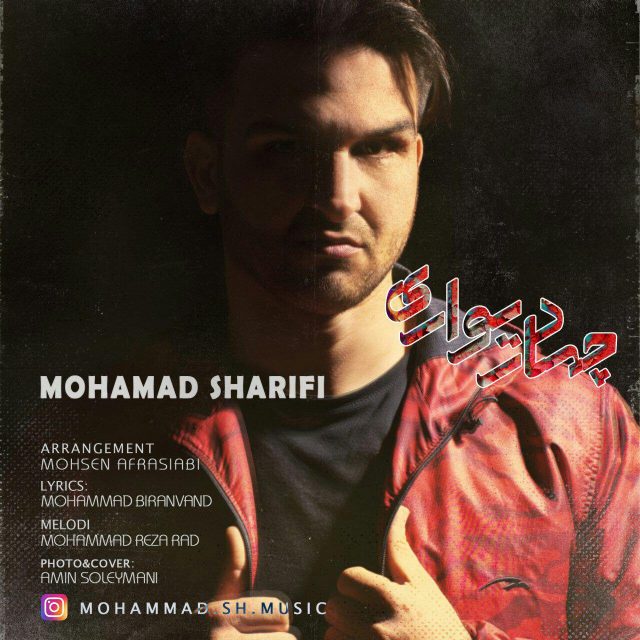 چهار دیواری
MOHAMAD SHARIFI
ARRANGEMENT
MOHSEN AFRASIABI
LYRICS:
MOHAMMAD BIRANVAND
MELODI
MOHAMMAD REZA RAD
PHOTO&COVER:
AMIN SOLEYMANI
MOHAMMAD.SH.MUSIC